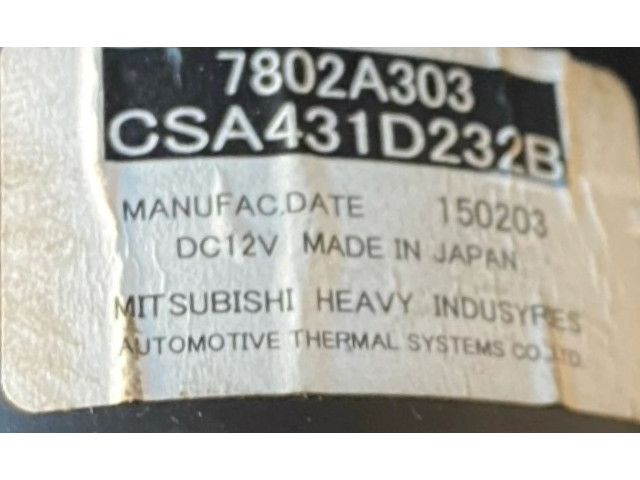 7802A303
CSA431D232B
MANUFAC.DATE 150203
DC12V MADE IN JAPAN
MITSUBISHI HEAVY INDUSYRES
AUTOMOTIVE THERMAL SYSTEMS CO.,LTD